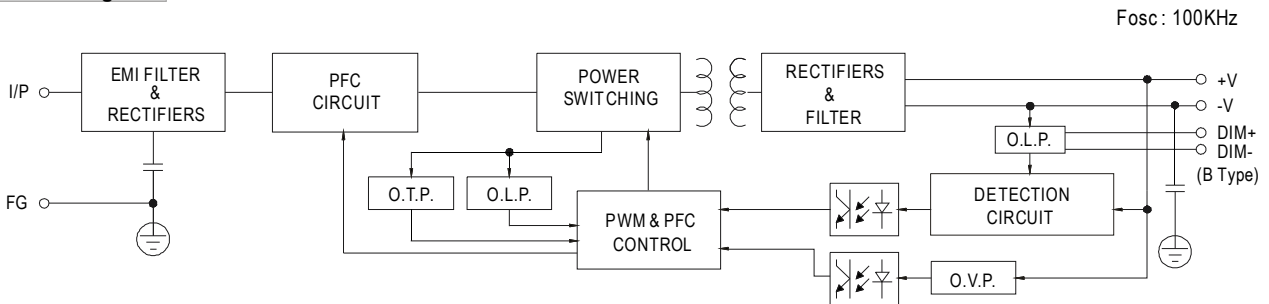 Fosc : 100KHz
I/P
EMI FILTER
&
RECTIFIERS
PFC
CIRCUIT
POWER
SWITCHING
RECTIFIERS
&
FILTER
+V
-V
DIM+
DIM-
(B Type)
O.L.P.
O.T.P.
O.L.P.
DETECTION
CIRCUIT
FG
PWM & PFC
CONTROL
O.V.P.